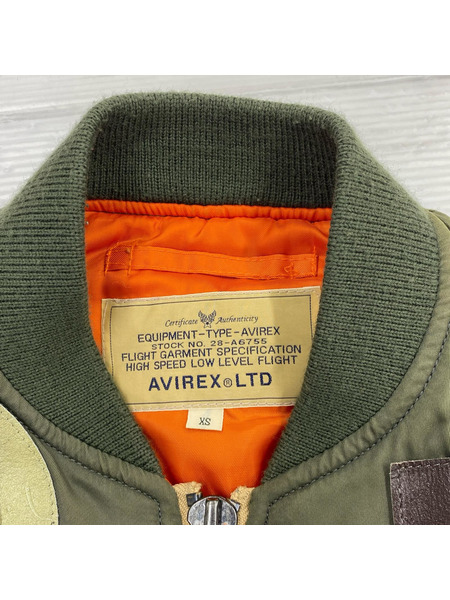 Certificate Authenticity
EQUIPMENT-TYPE-AVIREX
STOCK NO. 28-A6755
FLIGHT GARMENT SPECIFICATION
HIGH SPEED LOW LEVEL FLIGHT
AVIREX® LTD
XS